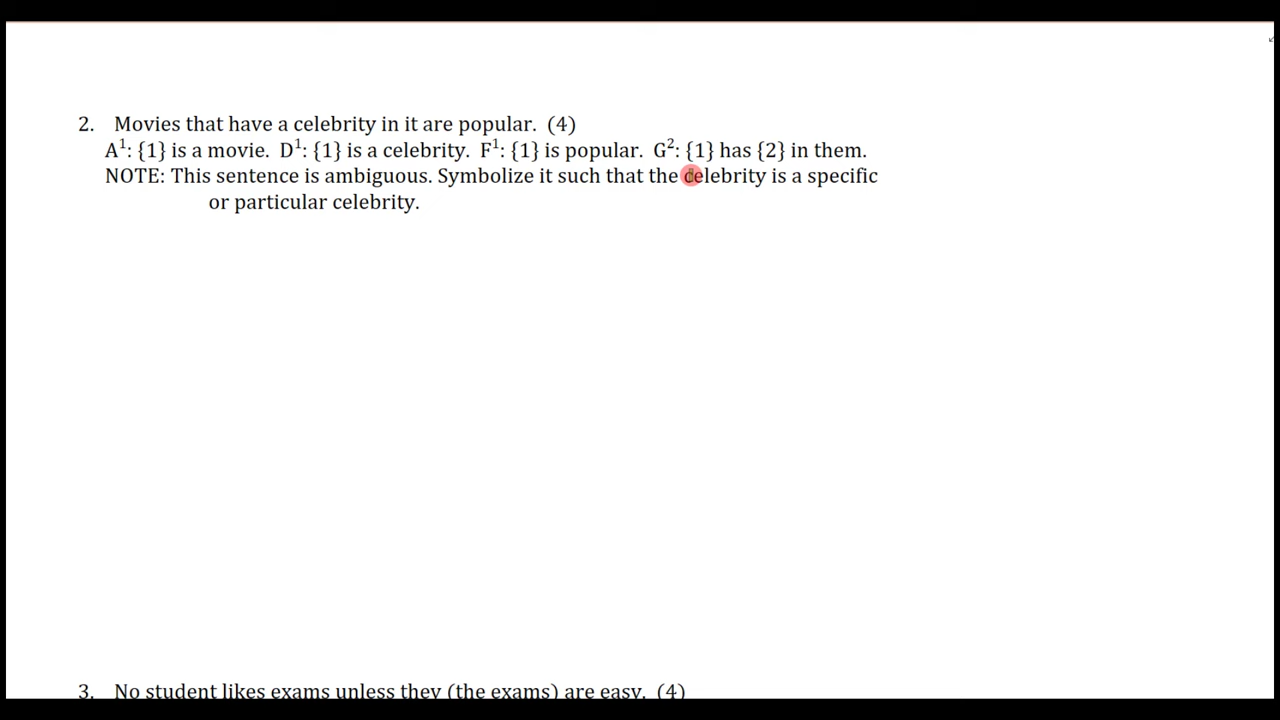 2. Movies that have a celebrity in it are popular. (4)
A¹: {1} is a movie. D¹: {1} is a celebrity. F¹: {1} is popular. G²: {1} has {2} in them.
NOTE: This sentence is ambiguous. Symbolize it such that the celebrity is a specific
or particular celebrity.
3. No student likes exams unless they (the exams) are easy. (4)